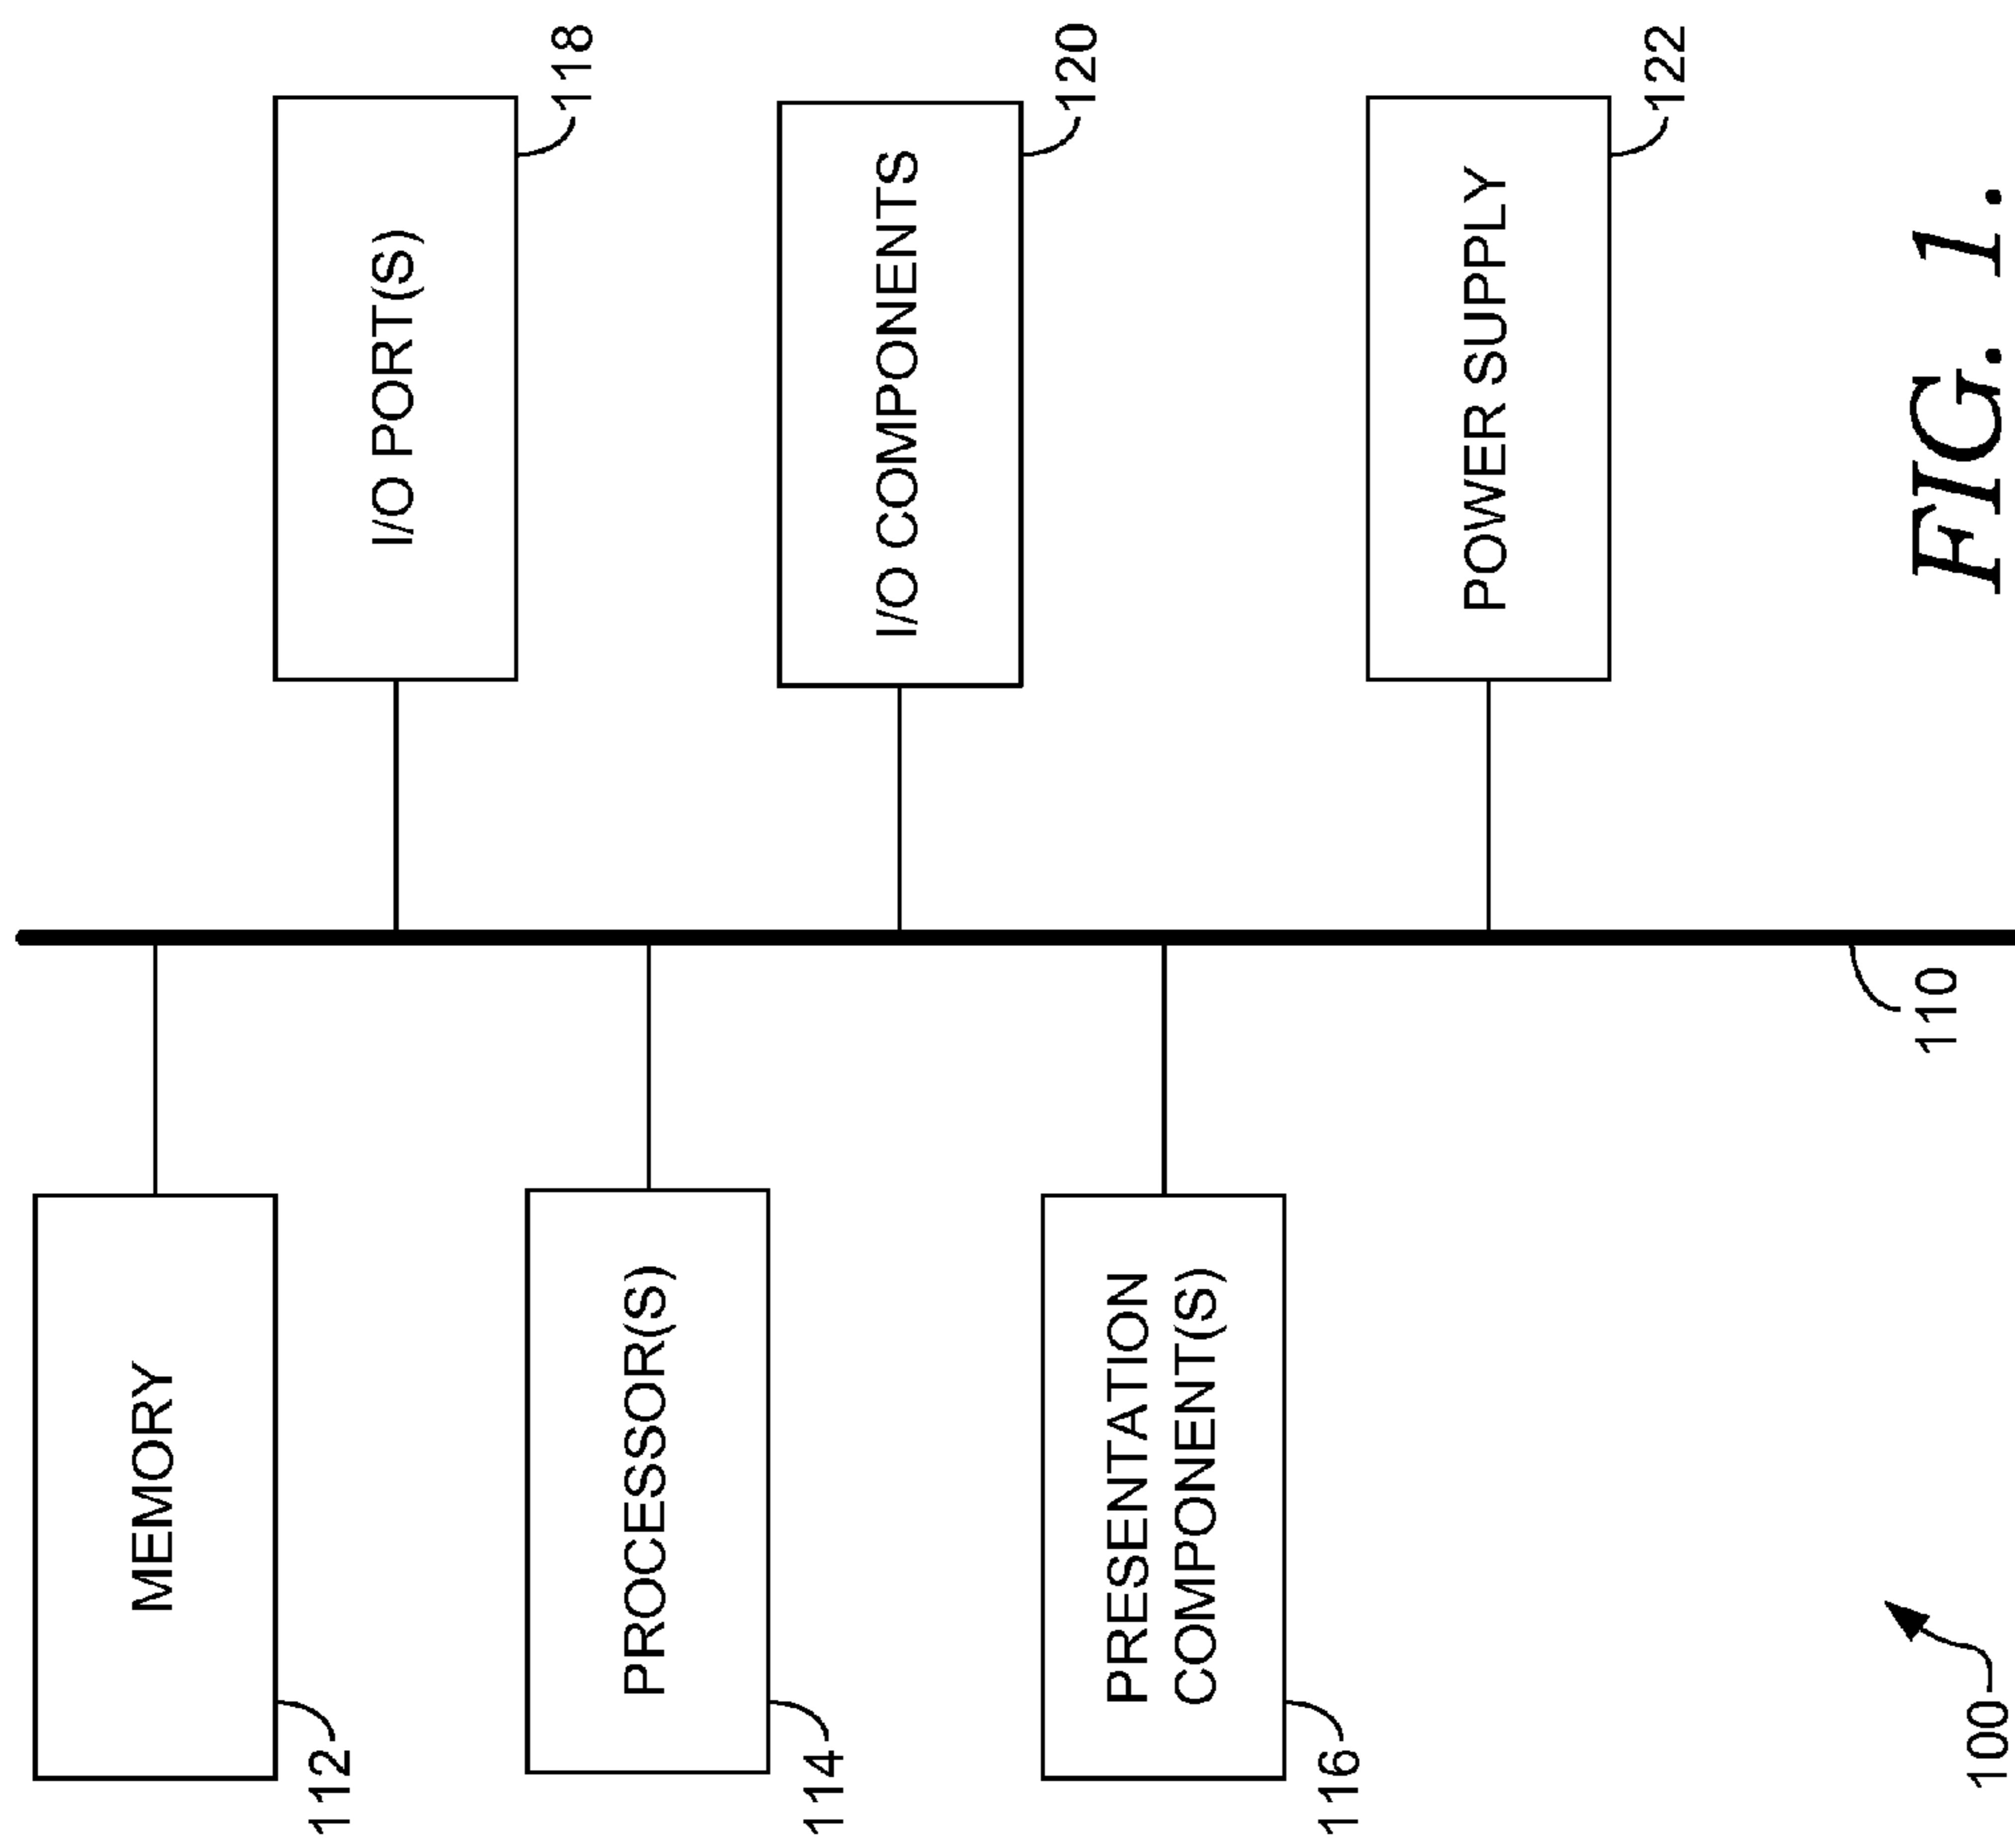 MEMORY
112
I/O PORT(S)
118
PROCESSOR(S)
114
I/O COMPONENTS
120
PRESENTATION
COMPONENT(S)
116
POWER SUPPLY
122
110
100
FIG. 1.